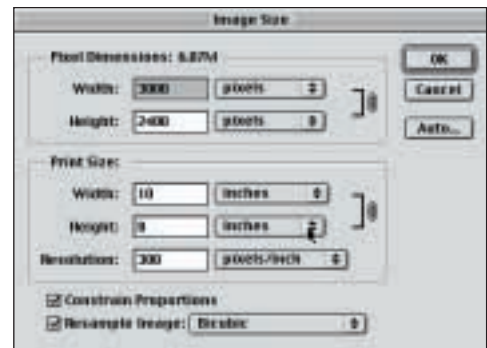 Image Size
Pixel Dimensions: 6.87M
Width: 3000 pixels
Height: 2400 pixels
OK
Cancel
Auto...
Print Size:
Width: 10 inches
Height: 8 inches
Resolution: 300 pixels/inch
Constrain Proportions
Resample Image: Bicubic